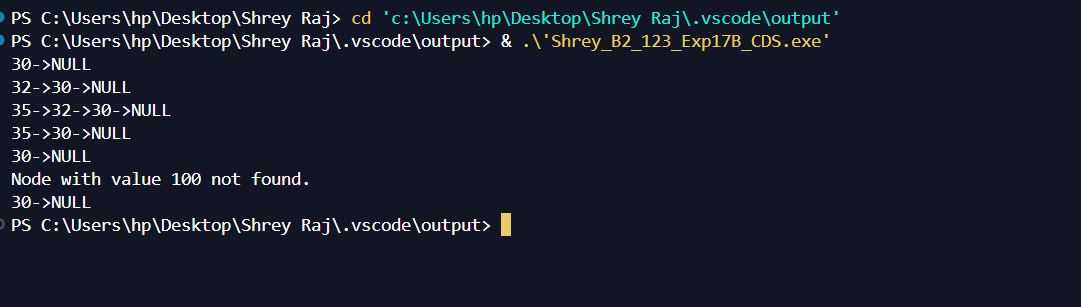 PS C:\Users\hp\Desktop\Shrey Raj> cd 'c:\Users\hp\Desktop\Shrey Raj\.vscode\output'
PS C:\Users\hp\Desktop\Shrey Raj\.vscode\output> & .\'Shrey_B2_123_Exp17B_CDS.exe'
30->NULL
32->30->NULL
35->32->30->NULL
35->30->NULL
30->NULL
Node with value 100 not found.
30->NULL
PS C:\Users\hp\Desktop\Shrey Raj\.vscode\output>